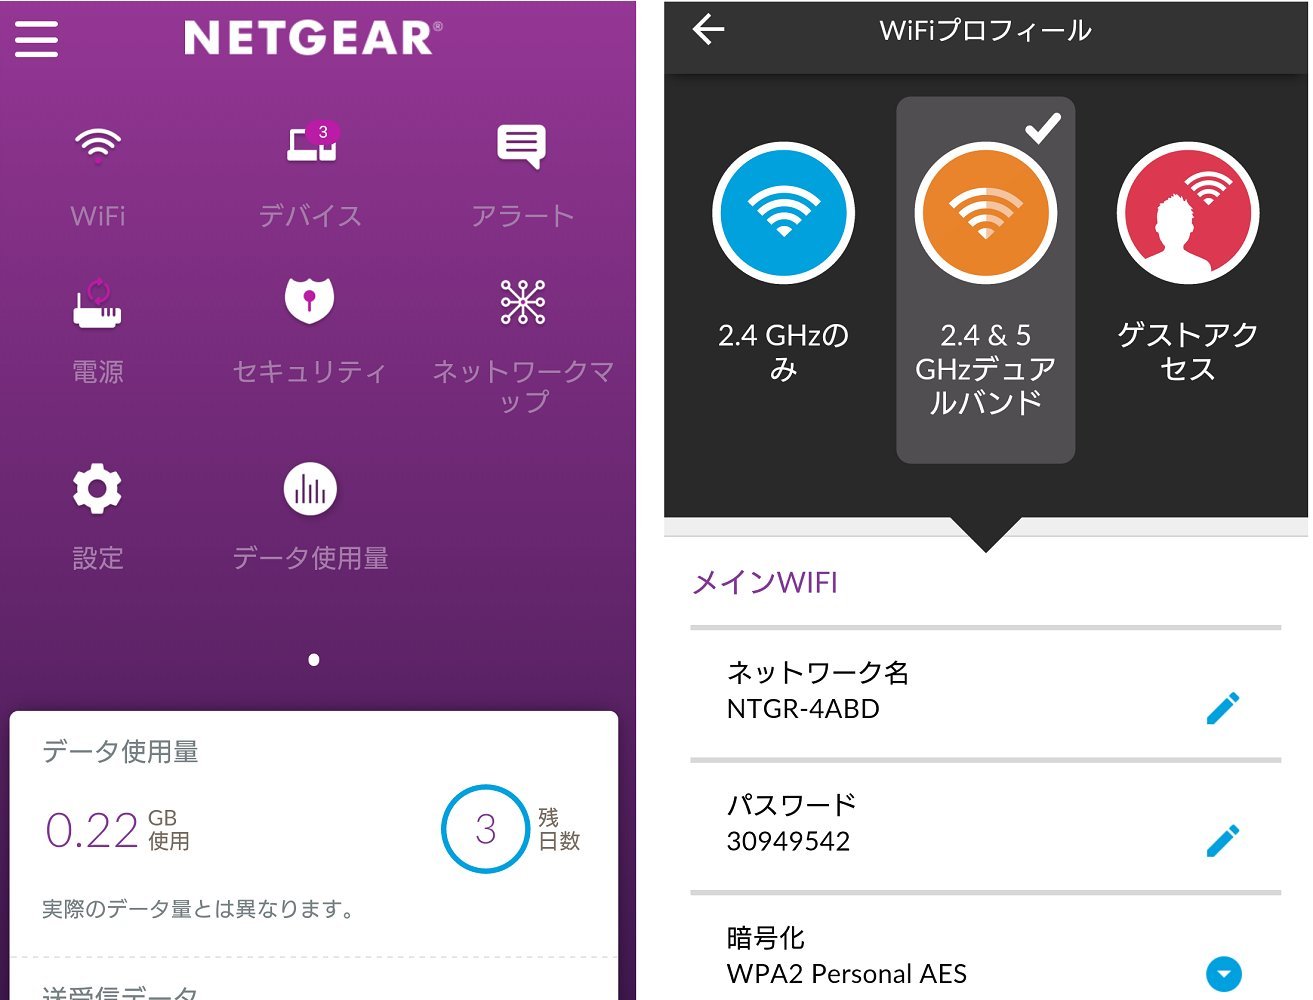 NETGEAR®
3
WiFi
デバイス
アラート
電源
セキュリティ
ネットワークマ
ップ
設定
データ使用量
データ使用量
0.22 GB
使用
3 残
日数
実際のデータ量とは異なります。
送受信データ
WiFiプロフィール
2.4 GHzの
み
2.4 & 5
GHzデュア
ルバンド
ゲストアク
セス
メインWIFI
ネットワーク名
NTGR-4ABD
パスワード
30949542
暗号化
WPA2 Personal AES